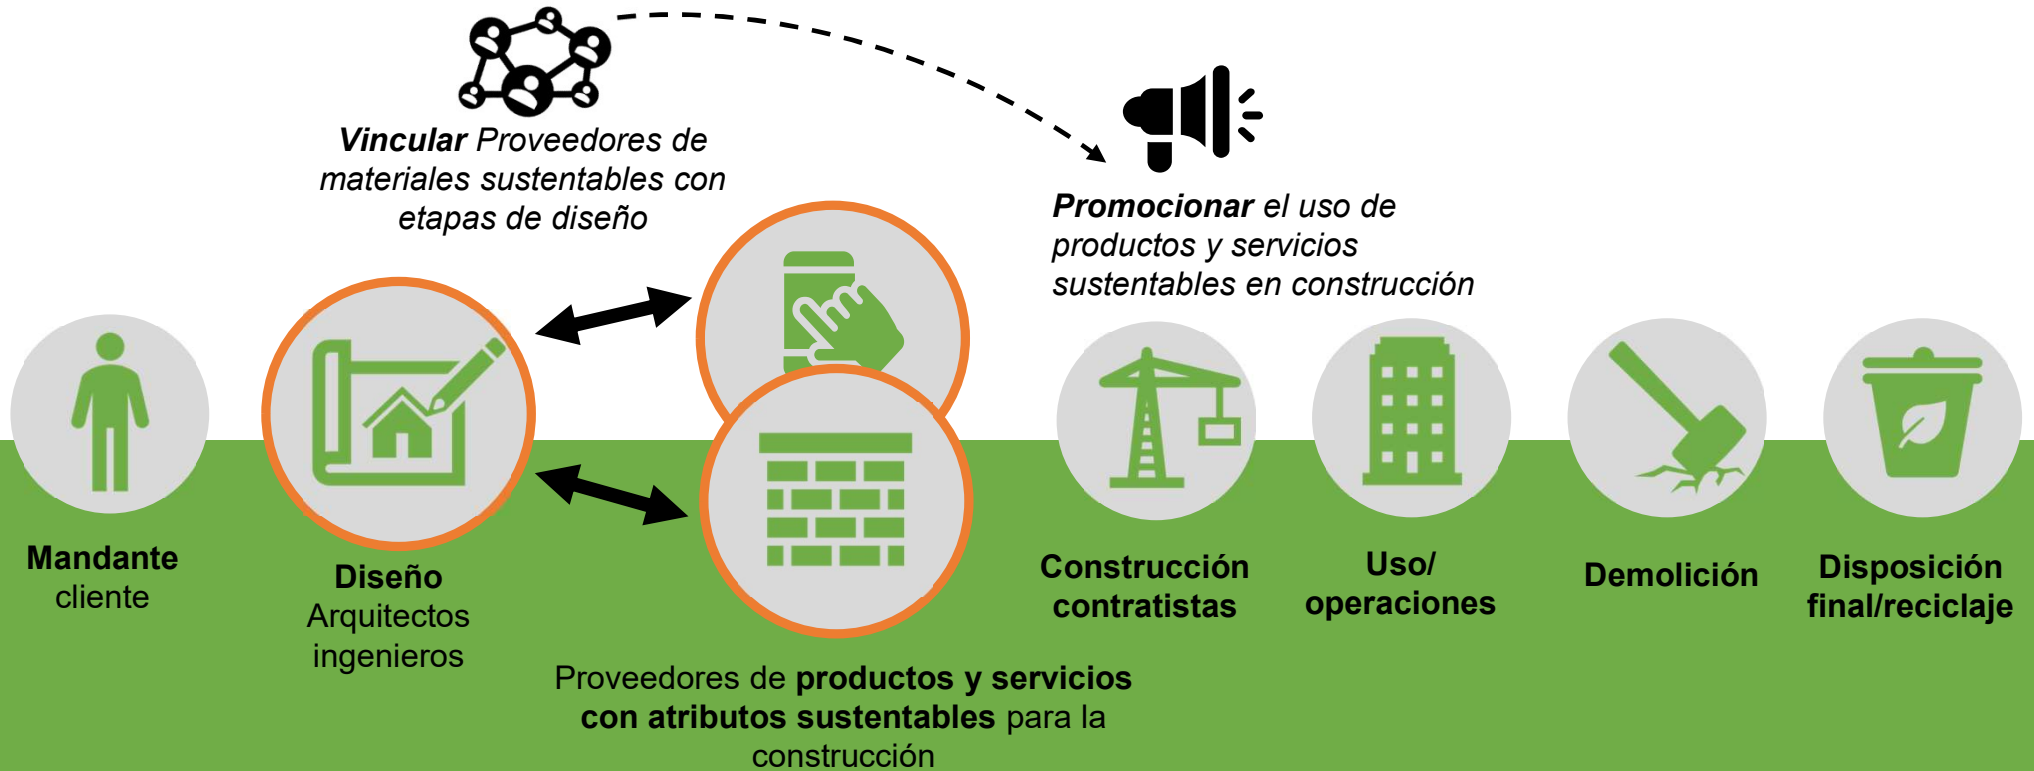 Vincular Proveedores de
materiales sustentables con
etapas de diseño
Promocionar el uso de
productos y servicios
sustentables en construcción
Mandante
cliente
Diseño
Arquitectos
ingenieros
Proveedores de productos y servicios
con atributos sustentables para la
construcción
Construcción
contratistas
Uso/
operaciones
Demolición
Disposición
final/reciclaje